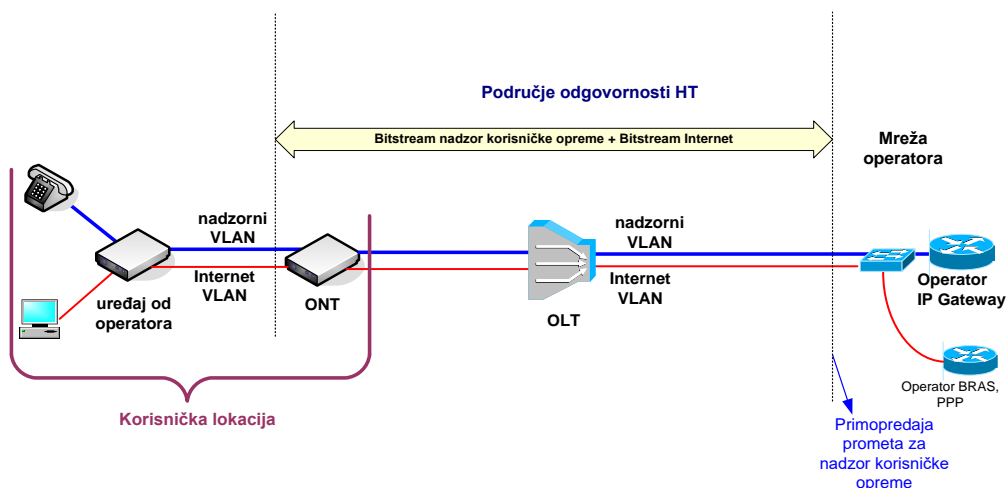 Područje odgovornosti HT
Bitstream nadzor korisničke opreme + Bitstream Internet
Mreža
operatora
nadzorni
VLAN
Internet
VLAN
uređaj od
operatora
ONT
OLT
nadzorni
VLAN
Internet
VLAN
Operator
IP Gateway
Operator BRAS,
PPP
Korisnička lokacija
Primopredaja
prometa za
nadzor korisničke
opreme